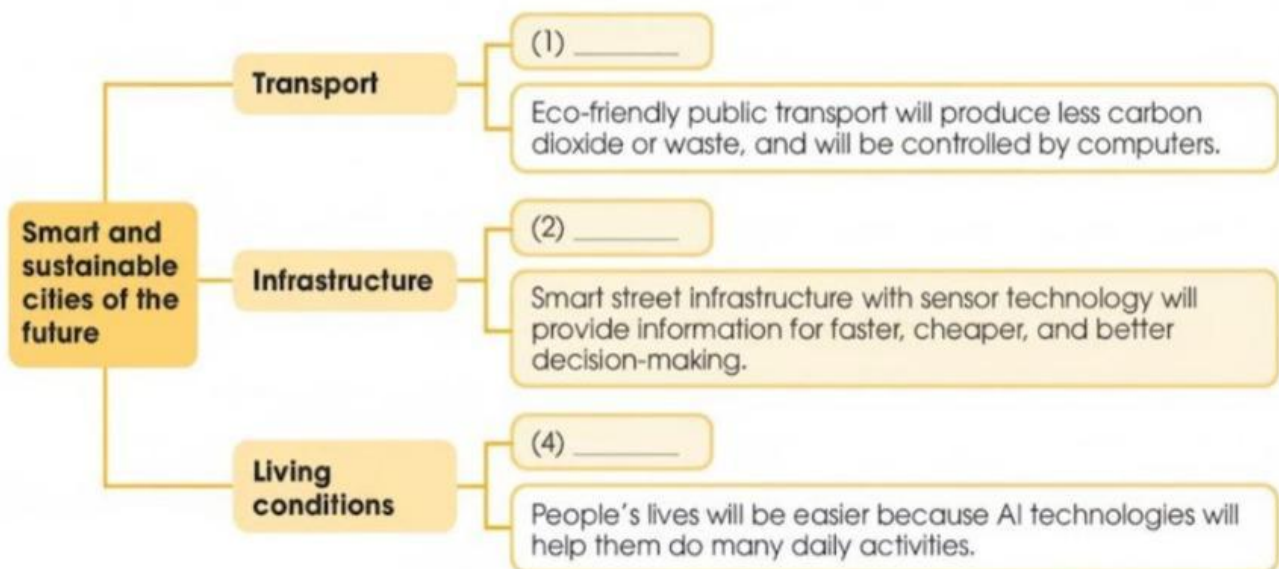 (1) ________
Transport
Eco-friendly public transport will produce less carbon
dioxide or waste, and will be controlled by computers.
Smart and
sustainable
cities of the
future
(2) ________
Infrastructure
Smart street infrastructure with sensor technology will
provide information for faster, cheaper, and better
decision-making.
(4) ________
Living
conditions
People's lives will be easier because AI technologies will
help them do many daily activities.